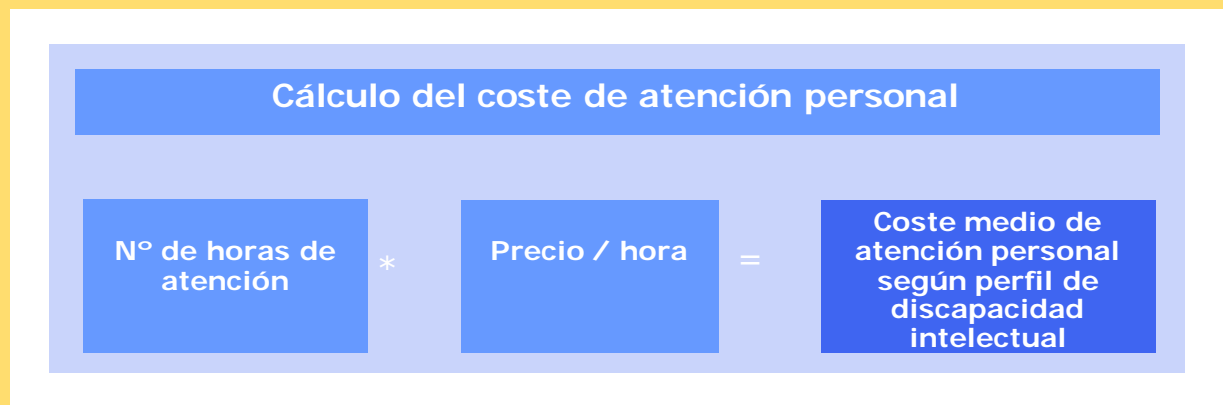 Cálculo del coste de atención personal
Nº de horas de
atención
*
Precio / hora
=
Coste medio de
atención personal
según perfil de
discapacidad
intelectual